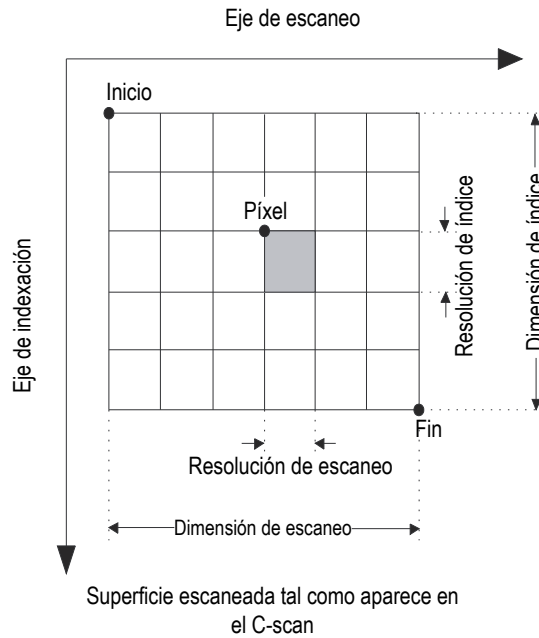 Eje de escaneo
Inicio
Píxel
Resolución de índice
Dimensión de índice
Eje de indexación
Fin
Resolución de escaneo
Dimensión de escaneo
Superficie escaneada tal como aparece en
el C-scan